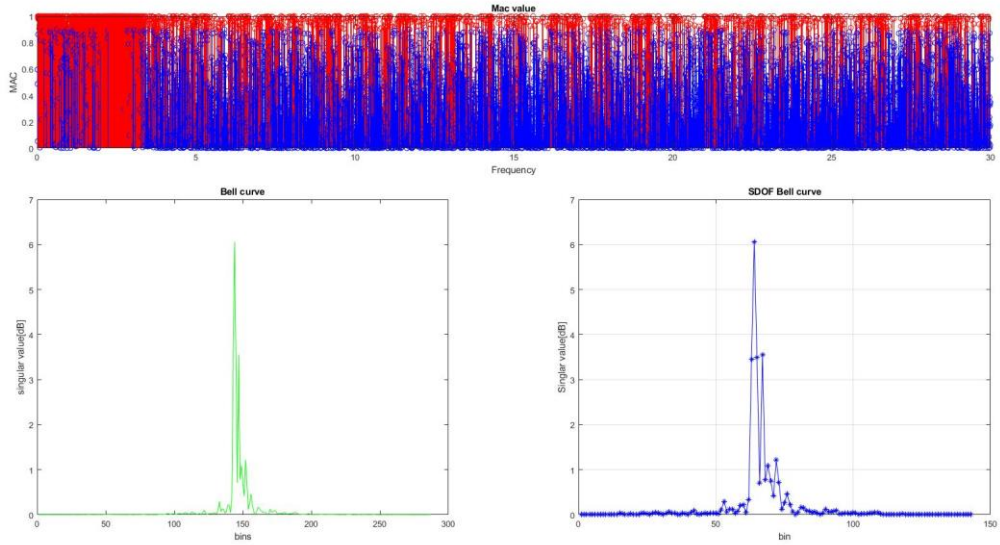 Mac value
MAC
1
0.8
0.6
0.4
0.2
0
0 5 10 15 20 25 30
Frequency
Bell curve
singular value[dB]
7
6
5
4
3
2
1
0
0 50 100 150 200 250 300
bins
SDOF Bell curve
Singlar value[dB]
7
6
5
4
3
2
1
0
0 50 100 150
bin